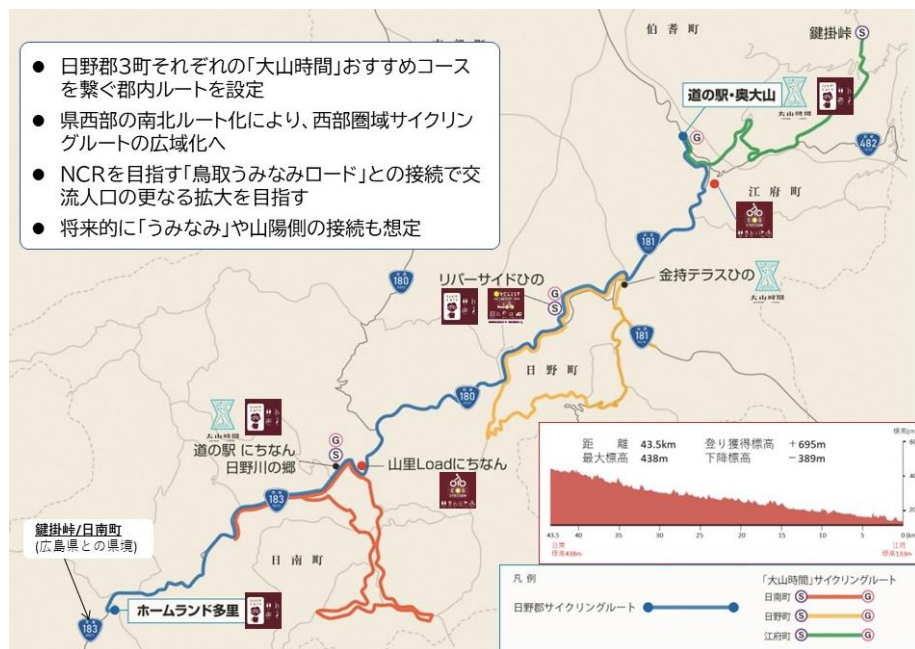 ● 日野郡3町それぞれの「大山時間」おすすめコース
を繋ぐ郡内ルートを設定
● 県西部の南北ルート化により、西部圏域サイクリン
グルートの広域化へ
● NCRを目指す「鳥取うみなみロード」との接続で交
流人口の更なる拡大を目指す
● 将来的に「うみなみ」や山陽側の接続も想定
伯耆町
鍵掛峠 S
道の駅・奥大山
大山時間
G
482
江府町
181
180
リバーサイドひの
G
S
金持テラスひの
大山時間
181
日野町
180
大山時間
道の駅 にちなん
日野川の郷
G
S
山里Loadにちなん
183
鍵掛峠/日南町
(広島県との県境)
日南町
ホームランド多里
183
距離 43.5km 登り獲得標高 +695m
最大標高 438m 下降標高 -389m
43.5 40 35 30 25 20 15 10 5 0
日南
標高438m
江府
標高133m
凡例
日野郡サイクリングルート
「大山時間」サイクリングルート
日南町 S G
日野町 S G
江府町 S G